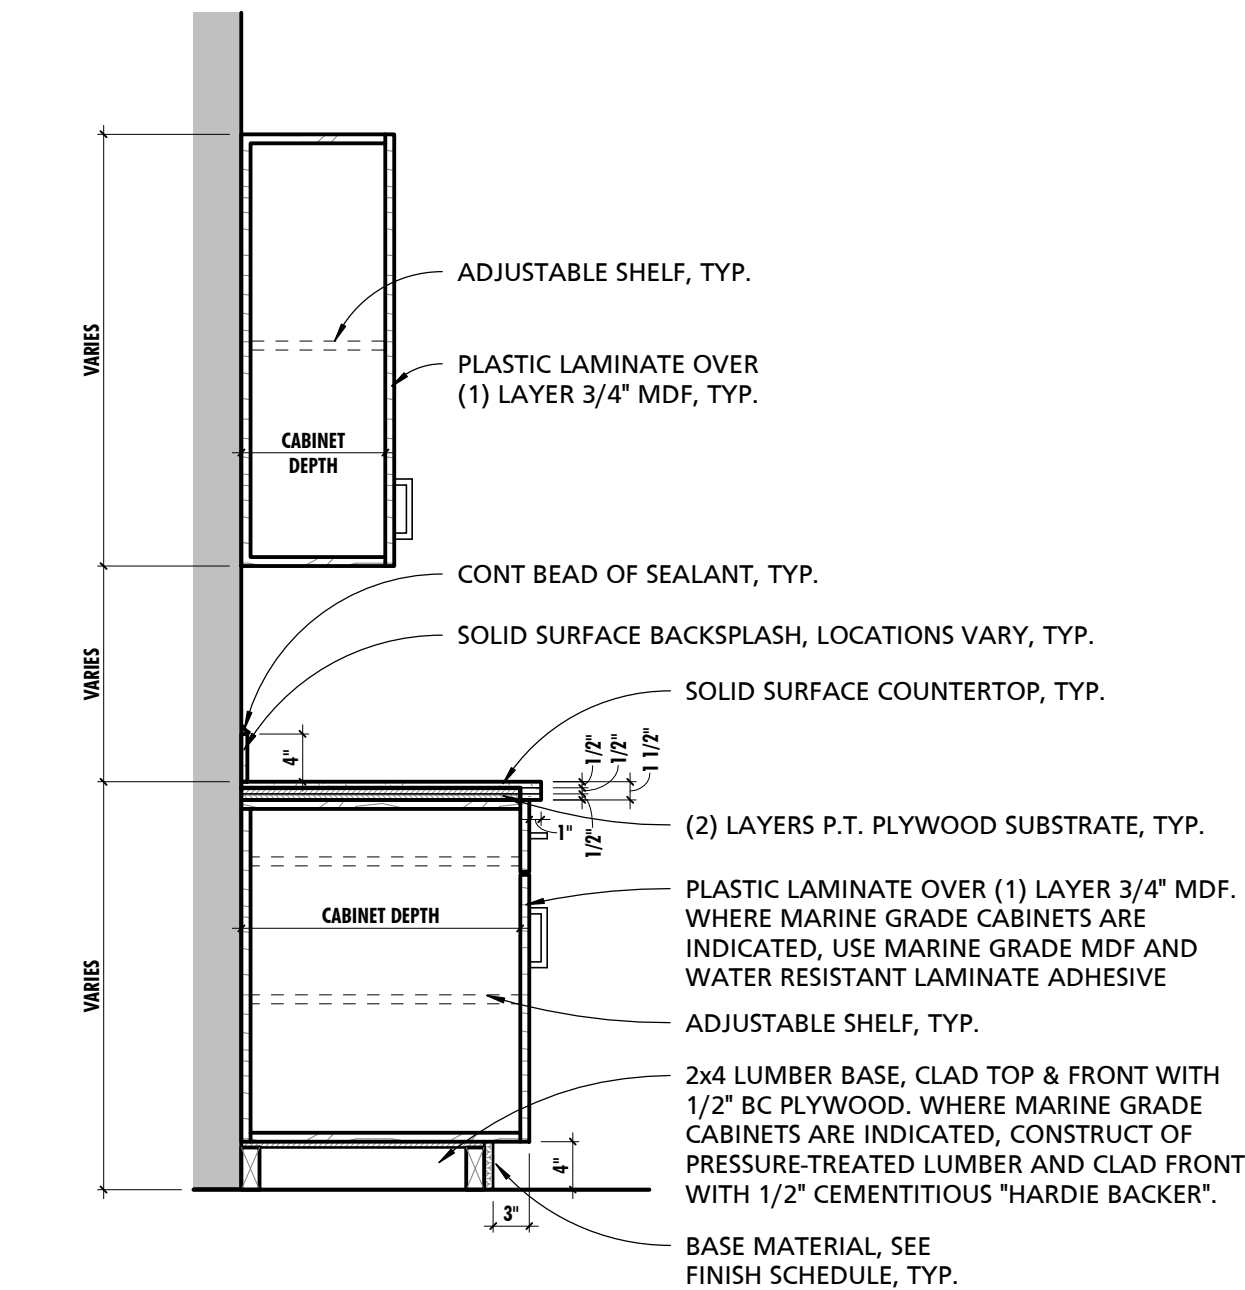 ADJUSTABLE SHELF, TYP.
VARIES
PLASTIC LAMINATE OVER
(1) LAYER 3/4" MDF, TYP.
CABINET
DEPTH
CONT BEAD OF SEALANT, TYP.
SOLID SURFACE BACKSPLASH, LOCATIONS VARY, TYP.
VARIES
SOLID SURFACE COUNTERTOP, TYP.
4"
1/2"
1/2"
1 1/2"
1/2"
1"
(2) LAYERS P.T. PLYWOOD SUBSTRATE, TYP.
PLASTIC LAMINATE OVER (1) LAYER 3/4" MDF.
WHERE MARINE GRADE CABINETS ARE
INDICATED, USE MARINE GRADE MDF AND
WATER RESISTANT LAMINATE ADHESIVE
CABINET DEPTH
VARIES
ADJUSTABLE SHELF, TYP.
2x4 LUMBER BASE, CLAD TOP & FRONT WITH
1/2" BC PLYWOOD. WHERE MARINE GRADE
CABINETS ARE INDICATED, CONSTRUCT OF
PRESSURE-TREATED LUMBER AND CLAD FRONT
WITH 1/2" CEMENTITIOUS "HARDIE BACKER".
4"
3"
BASE MATERIAL, SEE
FINISH SCHEDULE, TYP.